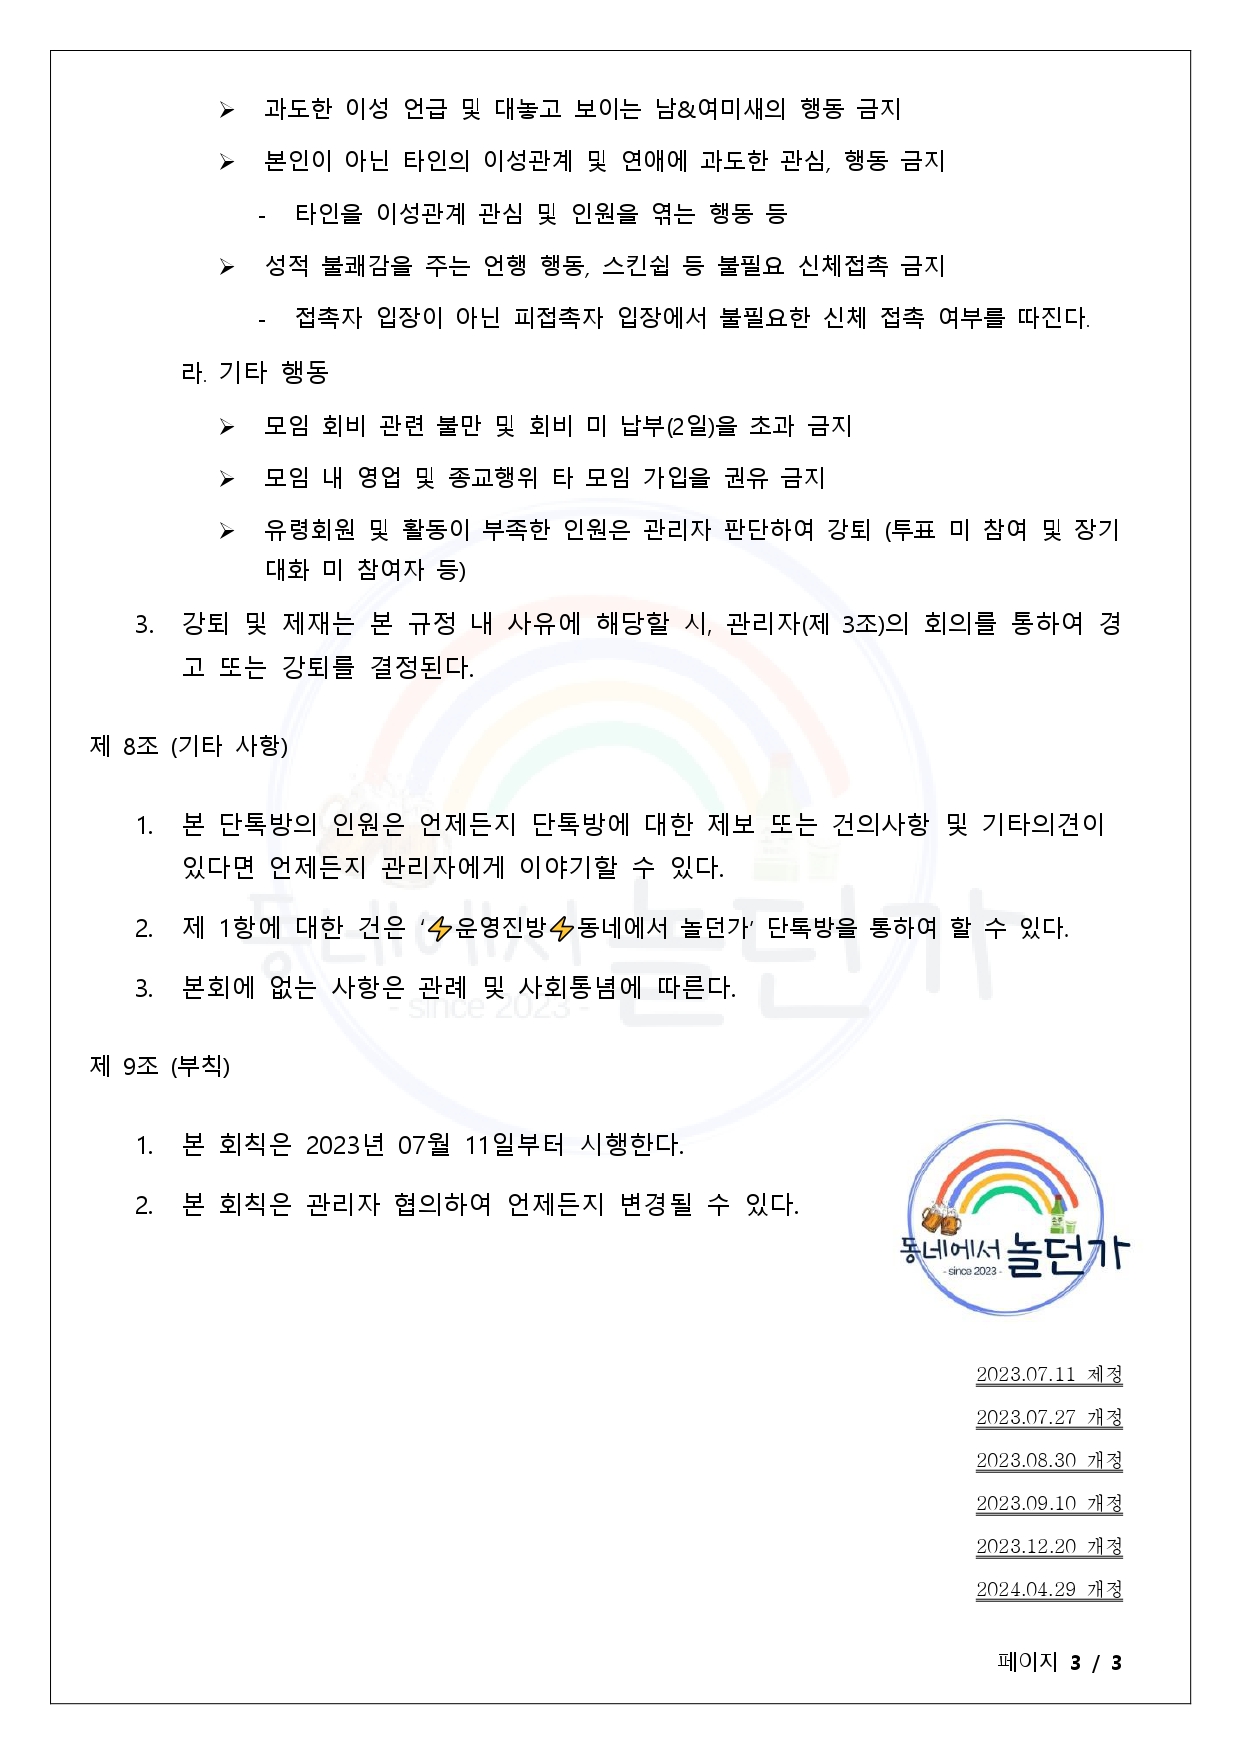 ➢ 과도한 이성 언급 및 대놓고 보이는 남&여미새의 행동 금지
➢ 본인이 아닌 타인의 이성관계 및 연애에 과도한 관심, 행동 금지
- 타인을 이성관계 관심 및 인원을 엮는 행동 등
➢ 성적 불쾌감을 주는 언행 행동, 스킨쉽 등 불필요 신체접촉 금지
- 접촉자 입장이 아닌 피접촉자 입장에서 불필요한 신체 접촉 여부를 따진다.
라. 기타 행동
➢ 모임 회비 관련 불만 및 회비 미 납부(2일)을 초과 금지
➢ 모임 내 영업 및 종교행위 타 모임 가입을 권유 금지
➢ 유령회원 및 활동이 부족한 인원은 관리자 판단하여 강퇴 (투표 미 참여 및 장기
대화 미 참여자 등)
3. 강퇴 및 제재는 본 규정 내 사유에 해당할 시, 관리자(제 3조)의 회의를 통하여 경
고 또는 강퇴를 결정된다.
제 8조 (기타 사항)
1. 본 단톡방의 인원은 언제든지 단톡방에 대한 제보 또는 건의사항 및 기타의견이
있다면 언제든지 관리자에게 이야기할 수 있다.
2. 제 1항에 대한 건은 ‘⚡운영진방⚡동네에서 놀던가’ 단톡방을 통하여 할 수 있다.
3. 본회에 없는 사항은 관례 및 사회통념에 따른다.
동네에서 놀던가
- since 2023 -
제 9조 (부칙)
1. 본 회칙은 2023년 07월 11일부터 시행한다.
2. 본 회칙은 관리자 협의하여 언제든지 변경될 수 있다.
동네에서 놀던가
- since 2023 -
2023.07.11 제정
2023.07.27 개정
2023.08.30 개정
2023.09.10 개정
2023.12.20 개정
2024.04.29 개정
페이지 3 / 3